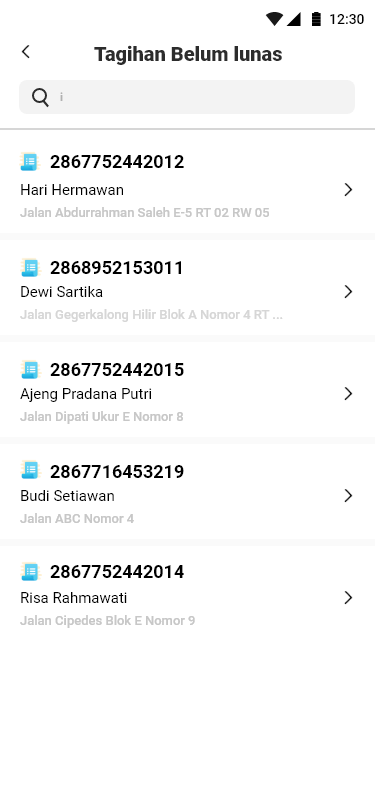 12:30
Tagihan Belum lunas
i
2867752442012
Hari Hermawan
Jalan Abdurrahman Saleh E-5 RT 02 RW 05
2868952153011
Dewi Sartika
Jalan Gegerkalong Hilir Blok A Nomor 4 RT ...
2867752442015
Ajeng Pradana Putri
Jalan Dipati Ukur E Nomor 8
2867716453219
Budi Setiawan
Jalan ABC Nomor 4
2867752442014
Risa Rahmawati
Jalan Cipedes Blok E Nomor 9